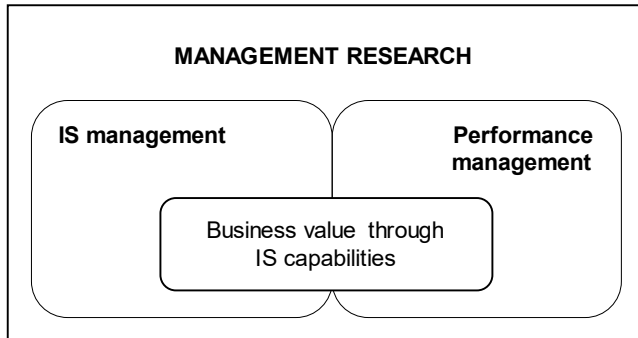 MANAGEMENT RESEARCH
IS management
Performance
management
Business value through
IS capabilities